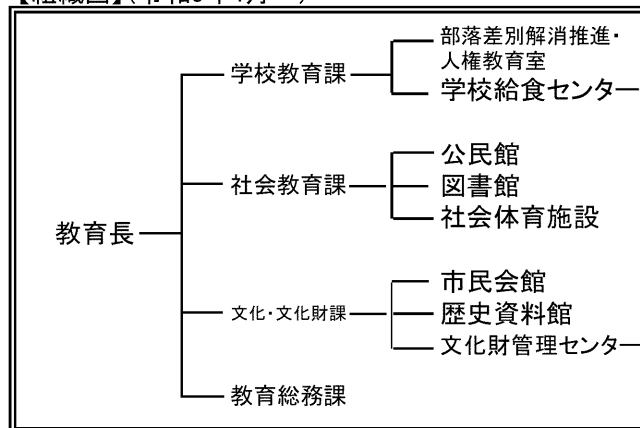 部落差別解消推進・
人権教育室
学校教育課
学校給食センター
公民館
社会教育課
図書館
社会体育施設
教育長
市民会館
文化・文化財課
歴史資料館
文化財管理センター
教育総務課